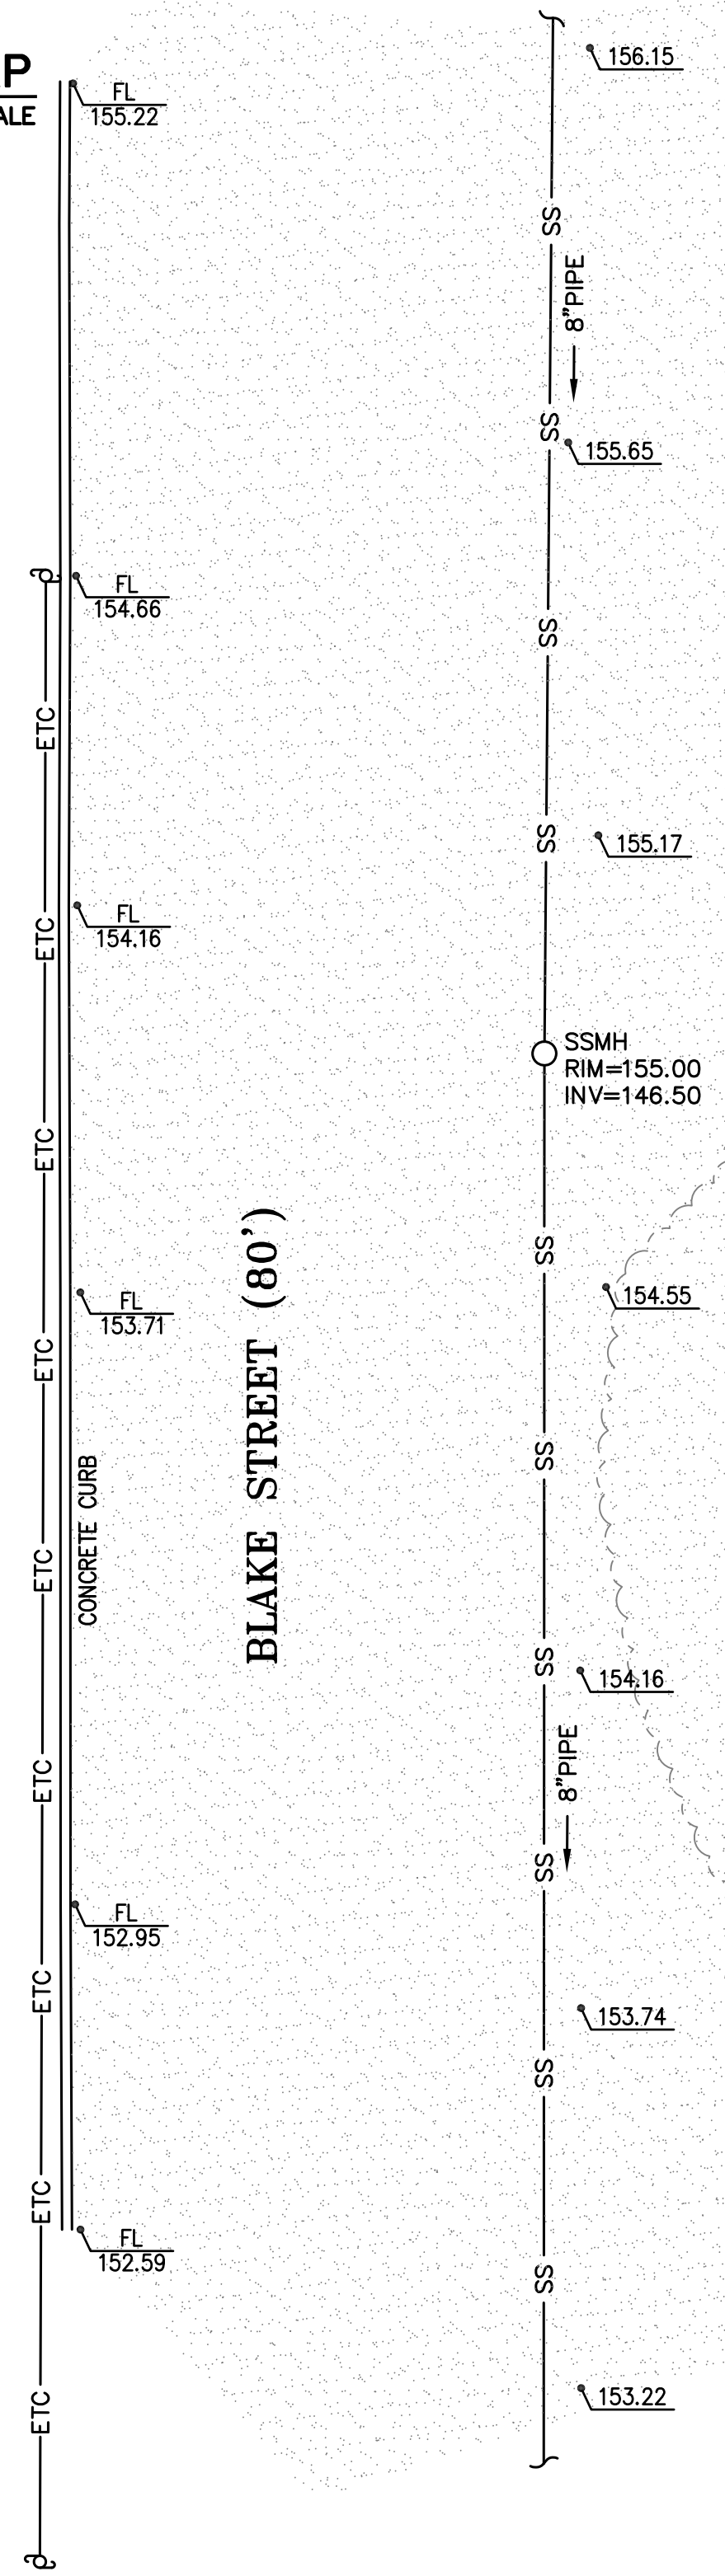 P
ALE
156.15
FL
155.22
SS
8"PIPE
SS
155.65
FL
154.66
SS
ETC
SS
155.17
FL
154.16
ETC
SSMH
RIM=155.00
INV=146.50
ETC
SS
154.55
FL
153.71
ETC
BLAKE STREET (80')
CONCRETE CURB
SS
ETC
SS
154.16
8"PIPE
ETC
SS
FL
152.95
ETC
153.74
SS
ETC
FL
152.59
SS
153.22
ETC